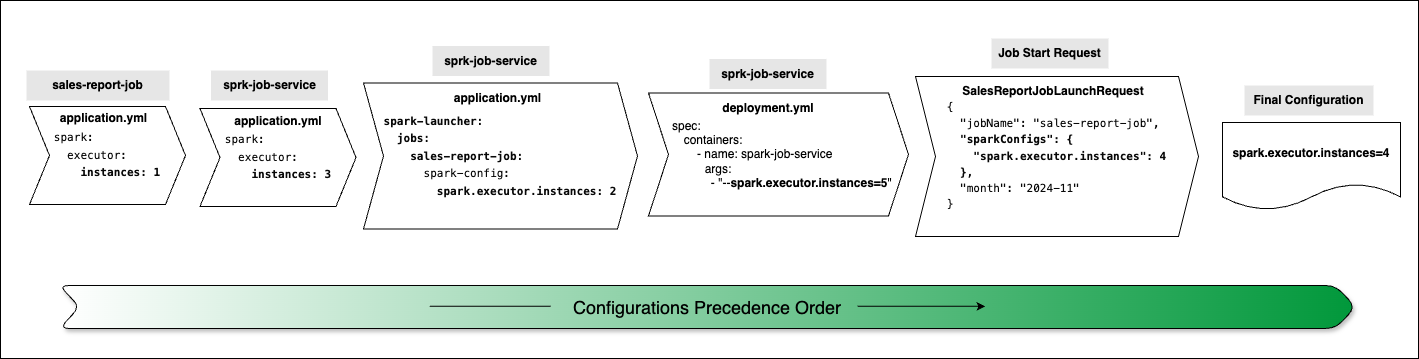 sales-report-job
application.yml
spark:
  executor:
    instances: 1
sprk-job-service
application.yml
spark:
  executor:
    instances: 3
sprk-job-service
application.yml
spark-launcher:
  jobs:
    sales-report-job:
      spark-config:
        spark.executor.instances: 2
sprk-job-service
deployment.yml
spec:
  containers:
    - name: spark-job-service
      args:
        - "--spark.executor.instances=5"
Job Start Request
SalesReportJobLaunchRequest
{
  "jobName": "sales-report-job",
  "sparkConfigs": {
    "spark.executor.instances": 4
  },
  "month": "2024-11"
}
Final Configuration
spark.executor.instances=4
Configurations Precedence Order